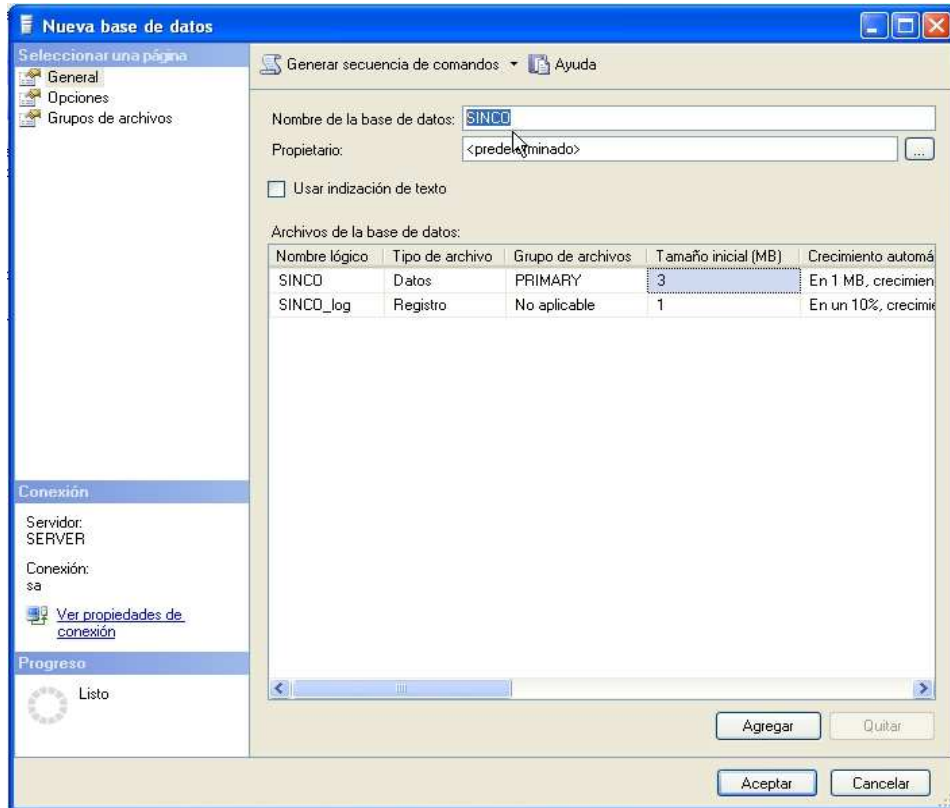 Nueva base de datos
Seleccionar una página
General
Opciones
Grupos de archivos
Generar secuencia de comandos
Ayuda
Nombre de la base de datos: SINCO
Propietario: <predeterminado> ...
Usar indización de texto
Archivos de la base de datos:
Nombre lógico Tipo de archivo Grupo de archivos Tamaño inicial (MB) Crecimiento automá
SINCO Datos PRIMARY 3 En 1 MB, crecimien
SINCO_log Registro No aplicable 1 En un 10%, crecimie
Conexión
Servidor:
SERVER
Conexión:
sa
Ver propiedades de
conexión
Progreso
Listo
Agregar Quitar
Aceptar Cancelar